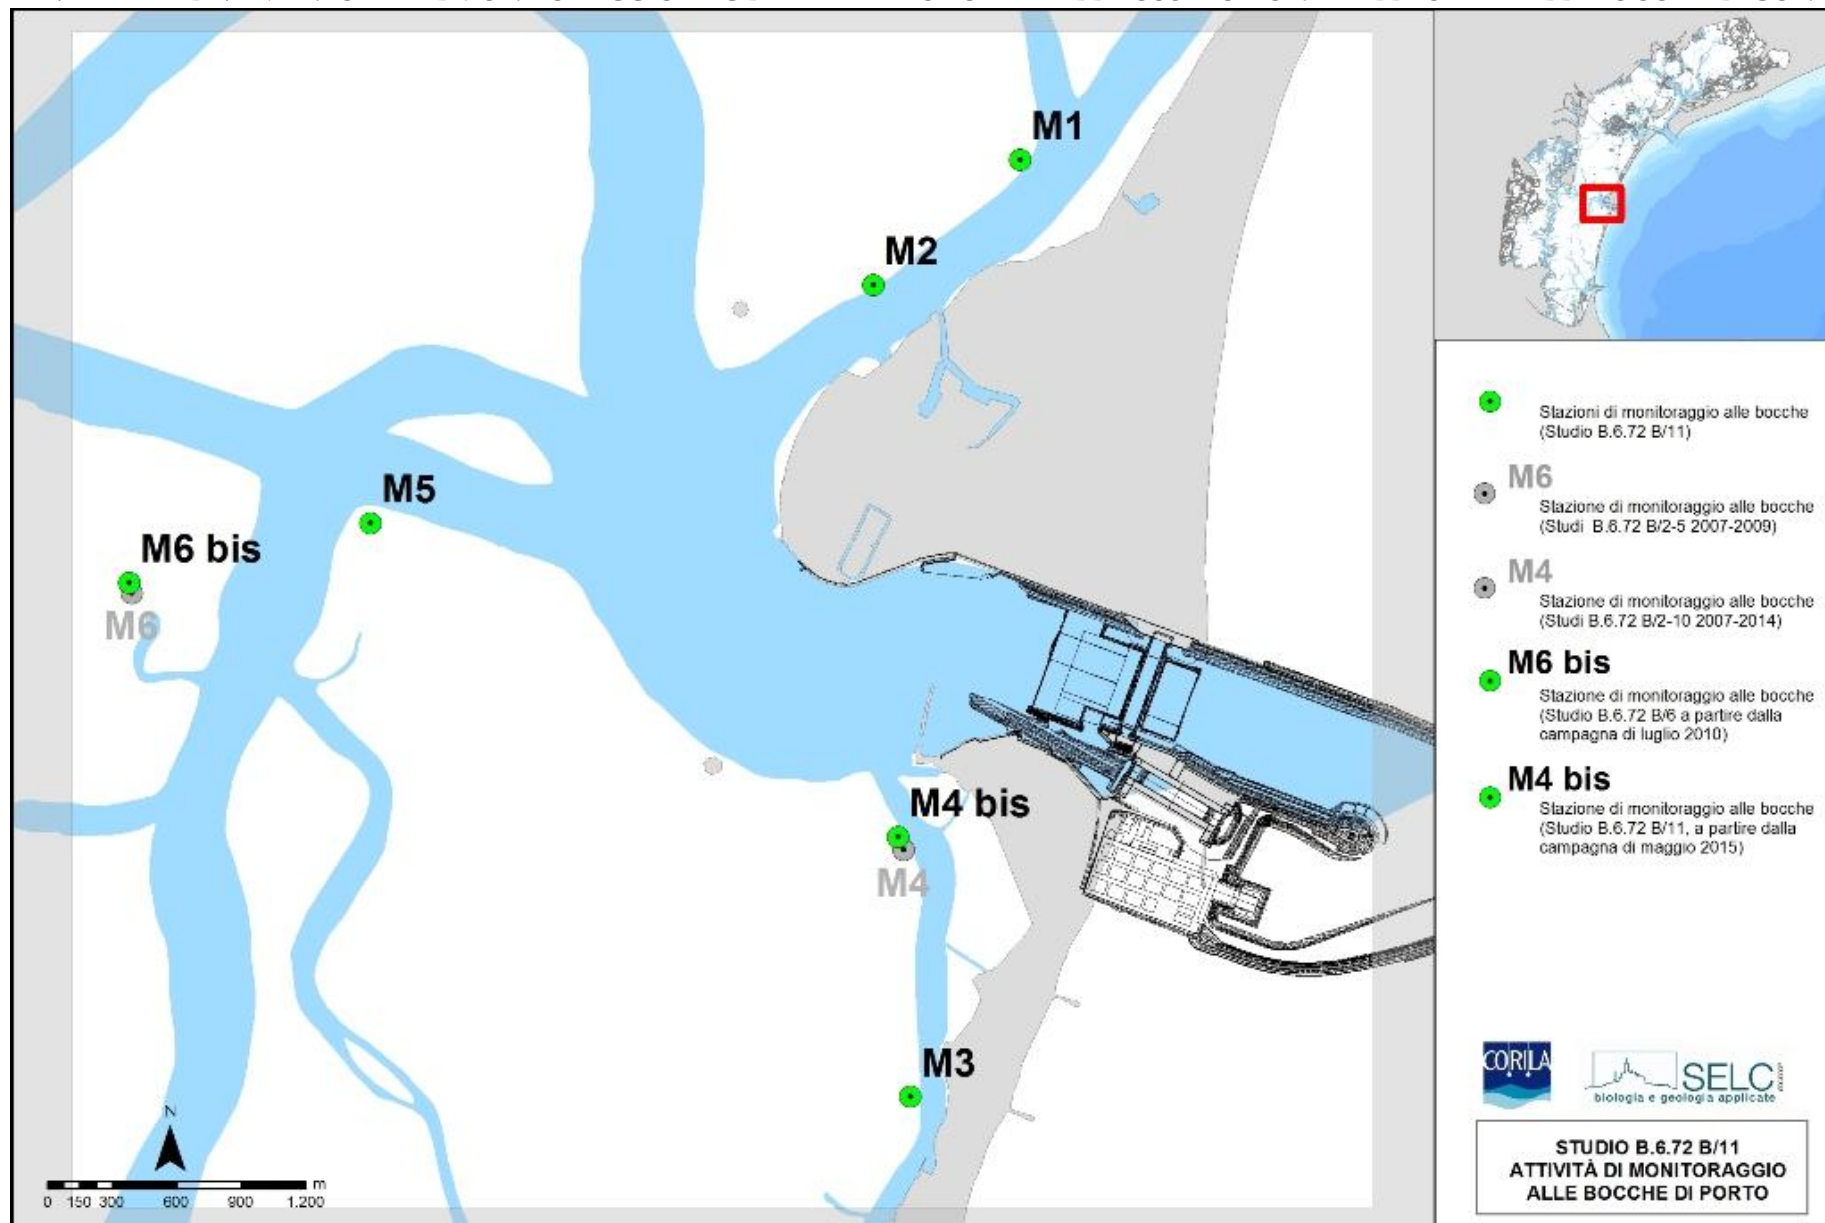 M1
M2
M5
M6 bis
M6
M4 bis
M4
M3
N
m
0 150 300 600 900 1.200
Stazioni di monitoraggio alle bocche
(Studio B.6.72 B/11)
M6
Stazione di monitoraggio alle bocche
(Studi B.6.72 B/2-5 2007-2009)
M4
Stazione di monitoraggio alle bocche
(Studi B.6.72 B/2-10 2007-2014)
M6 bis
Stazione di monitoraggio alle bocche
(Studio B.6.72 B/6 a partire dalla
campagna di luglio 2010)
M4 bis
Stazione di monitoraggio alle bocche
(Studio B.6.72 B/11, a partire dalla
campagna di maggio 2015)
CORILA
SELC
biologia e geologia applicate
STUDIO B.6.72 B/11
ATTIVITÀ DI MONITORAGGIO
ALLE BOCCHE DI PORTO